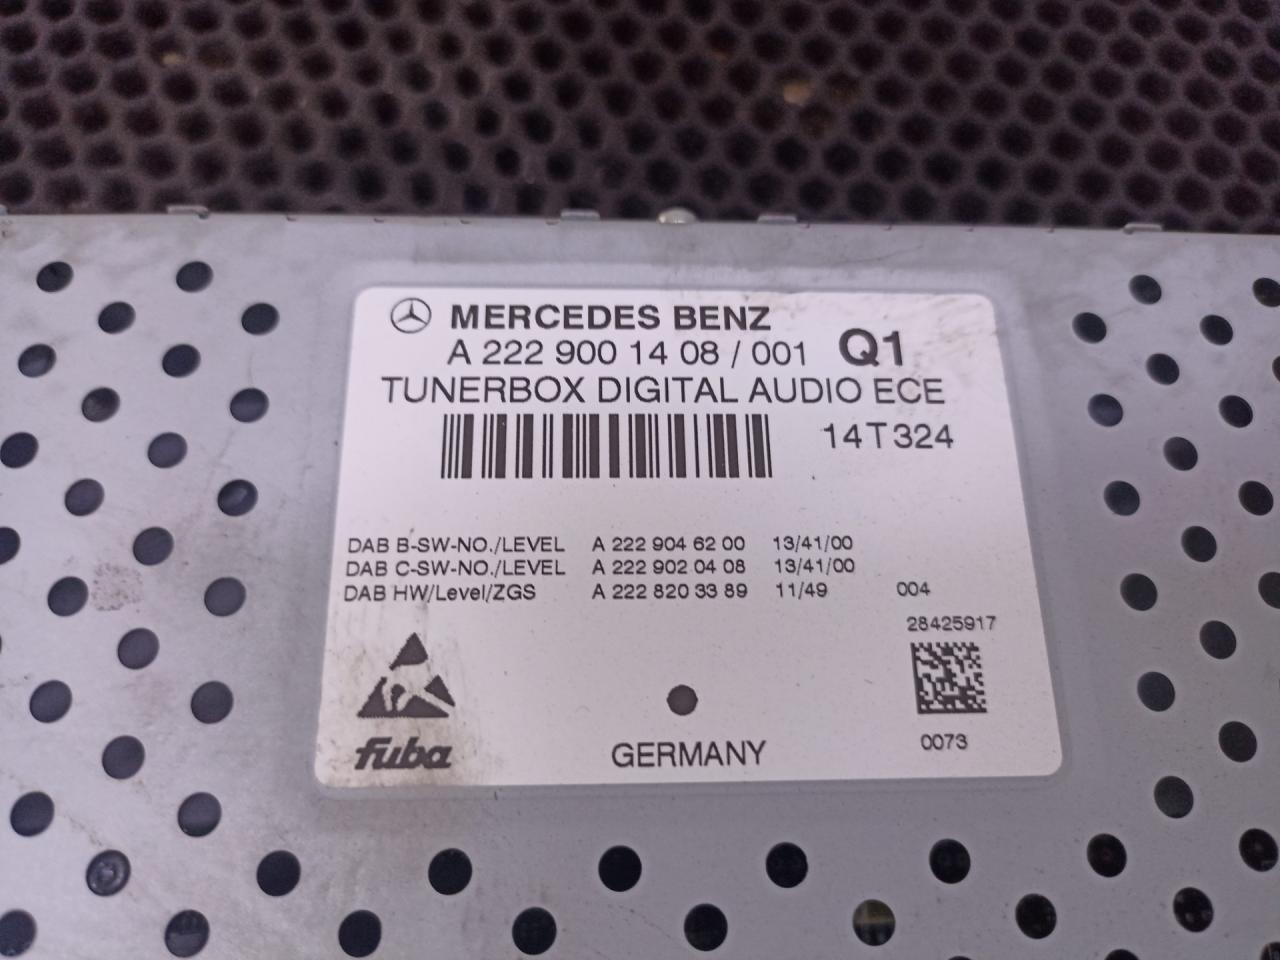 MERCEDES BENZ
A 222 900 14 08 / 001 Q1
TUNERBOX DIGITAL AUDIO ECE
14T324
DAB B-SW-NO./LEVEL A 222 904 62 00 13/41/00
DAB C-SW-NO./LEVEL A 222 902 04 08 13/41/00
DAB HW/Level/ZGS A 222 820 33 89 11/49 004
28425917
fuba GERMANY 0073